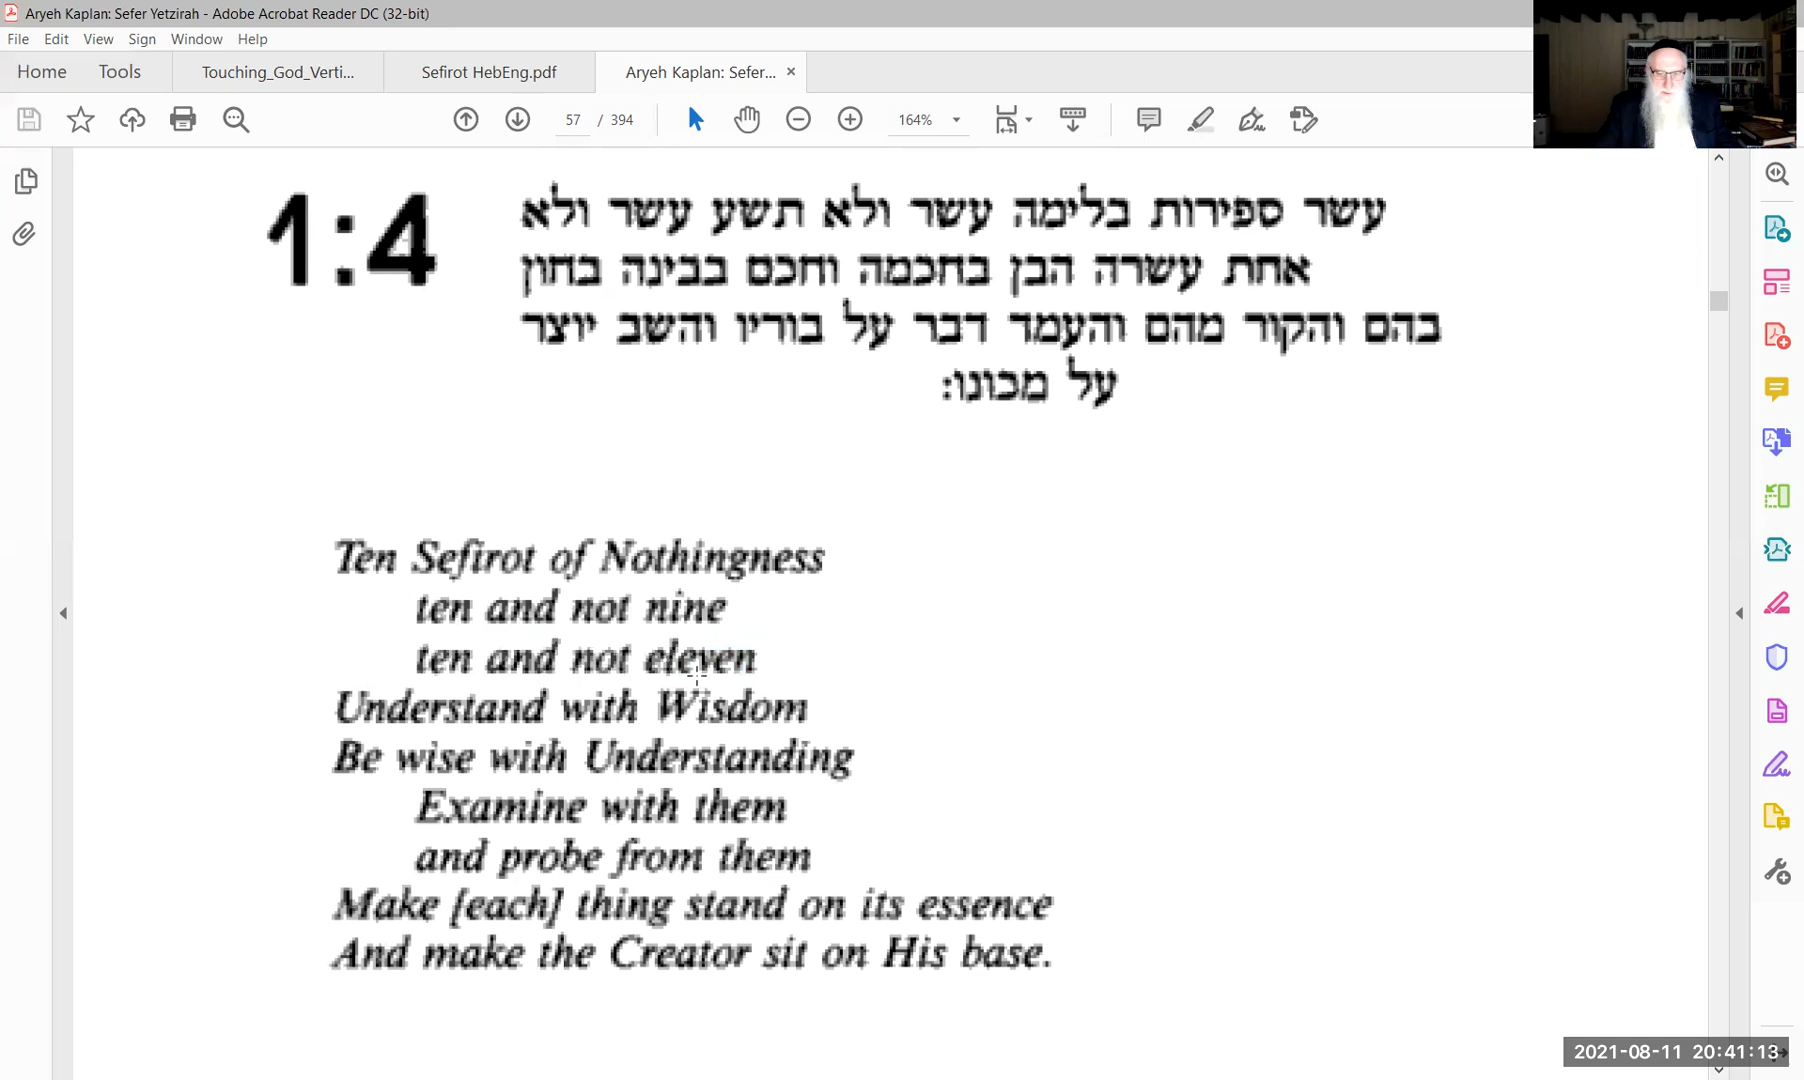 Aryeh Kaplan: Sefer Yetzirah - Adobe Acrobat Reader DC (32-bit)
File Edit View Sign Window Help
Home Tools Touching_God_Verti... Sefirot HebEng.pdf Aryeh Kaplan: Sefer... ×
57 / 394 164%
1:4
עשר ספירות בלימה עשר ולא תשע עשר ולא
אחת עשרה הבן בחכמה וחכם בבינה בחון
בהם והקור מהם והעמד דבר על בוריו והשב יוצר
על מכונו:
Ten Sefirot of Nothingness
ten and not nine
ten and not eleven
Understand with Wisdom
Be wise with Understanding
Examine with them
and probe from them
Make [each] thing stand on its essence
And make the Creator sit on His base.
2021-08-11 20:41:13